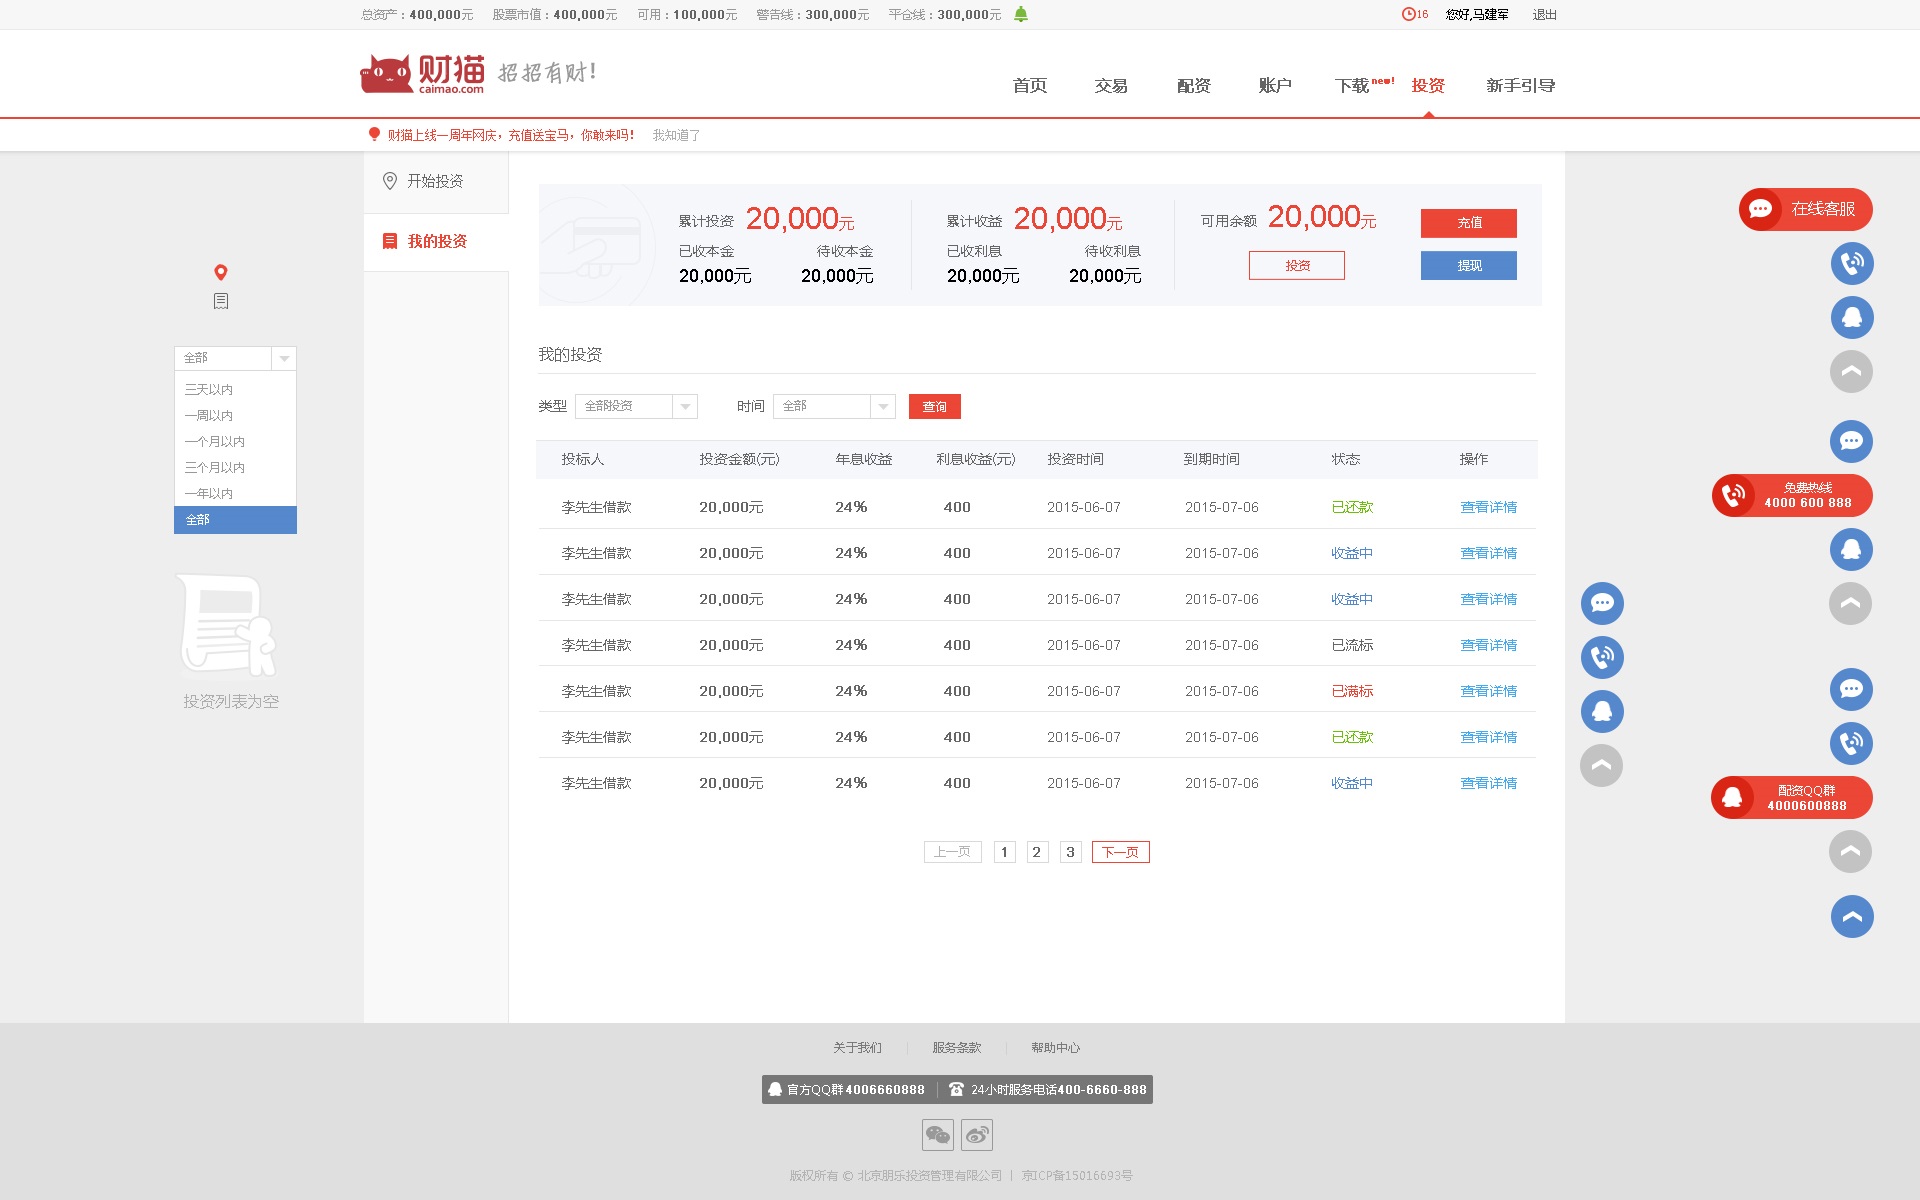 总资产：400,000元 股票市值：400,000元 可用：100,000元 警告线：300,000元 平仓线：300,000元 16 您好,马建军 退出
财猫 caimao.com 招招有财! 首页 交易 配资 账户 下载new! 投资 新手引导
财猫上线一周年网庆，充值送宝马，你敢来吗！ 我知道了
开始投资
我的投资
累计投资 20,000元 累计收益 20,000元 可用余额 20,000元 充值
已收本金 待收本金 已收利息 待收利息
20,000元 20,000元 20,000元 20,000元 投资 提现
我的投资
类型 全部投资 时间 全部 查询
投标人 投资金额(元) 年息收益 利息收益(元) 投资时间 到期时间 状态 操作
李先生借款 20,000元 24% 400 2015-06-07 2015-07-06 已还款 查看详情
李先生借款 20,000元 24% 400 2015-06-07 2015-07-06 收益中 查看详情
李先生借款 20,000元 24% 400 2015-06-07 2015-07-06 收益中 查看详情
李先生借款 20,000元 24% 400 2015-06-07 2015-07-06 已流标 查看详情
李先生借款 20,000元 24% 400 2015-06-07 2015-07-06 已满标 查看详情
李先生借款 20,000元 24% 400 2015-06-07 2015-07-06 已还款 查看详情
李先生借款 20,000元 24% 400 2015-06-07 2015-07-06 收益中 查看详情
上一页 1 2 3 下一页
全部
三天以内
一周以内
一个月以内
三个月以内
一年以内
全部
投资列表为空
在线客服
免费热线
4000 600 888
配资QQ群
4000600888
关于我们 服务条款 帮助中心
官方QQ群4006660888 24小时服务电话400-6660-888
版权所有 © 北京朋乐投资管理有限公司 | 京ICP备15016693号